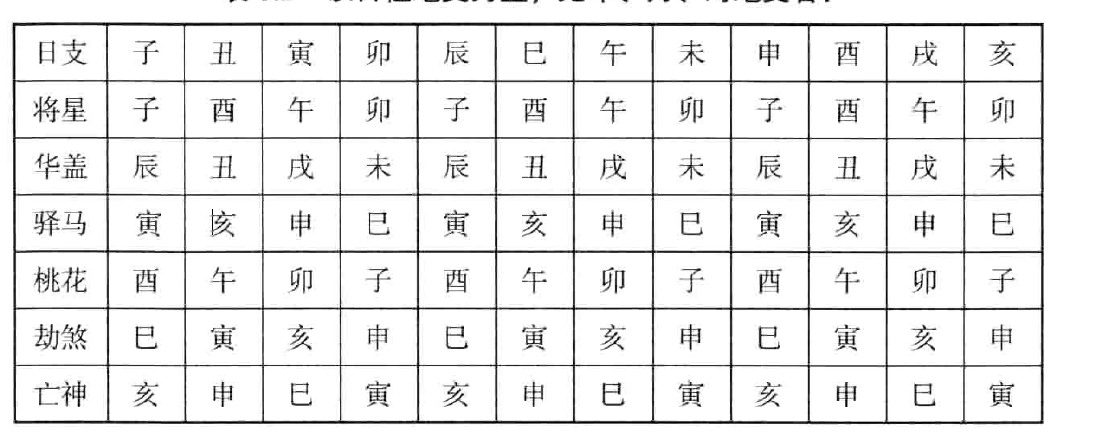 日支 子 丑 寅 卯 辰 巳 午 未 申 酉 戌 亥
将星 子 酉 午 卯 子 酉 午 卯 子 酉 午 卯
华盖 辰 丑 戌 未 辰 丑 戌 未 辰 丑 戌 未
驿马 寅 亥 申 巳 寅 亥 申 巳 寅 亥 申 巳
桃花 酉 午 卯 子 酉 午 卯 子 酉 午 卯 子
劫煞 巳 寅 亥 申 巳 寅 亥 申 巳 寅 亥 申
亡神 亥 申 巳 寅 亥 申 巳 寅 亥 申 巳 寅